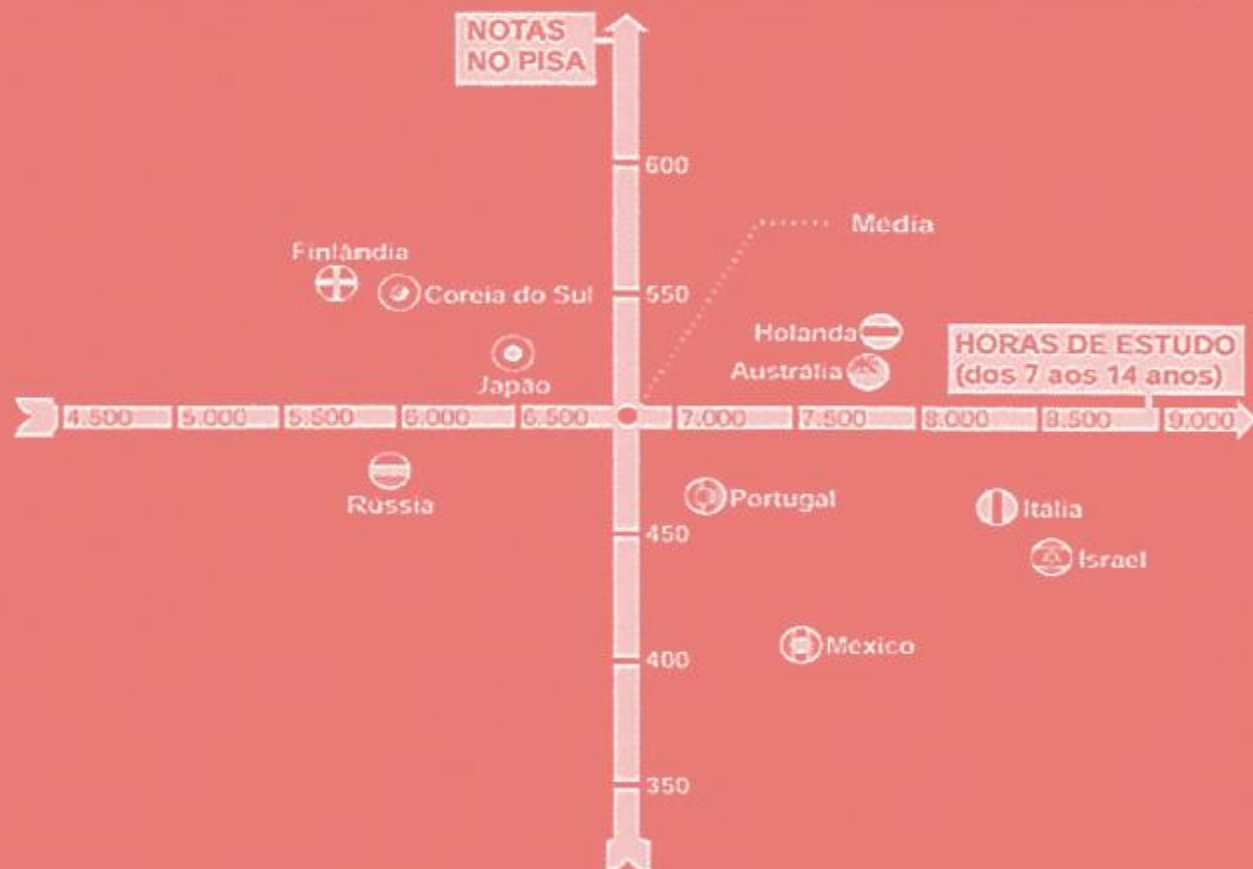 NOTAS
NO PISA
600
Média
Finlândia
Coreia do Sul
550
Holanda
HORAS DE ESTUDO
(dos 7 aos 14 anos)
Austrália
Japão
4.500 5.000 5.500 6.000 6.500 7.000 7.500 8.000 8.500 9.000
Rússia
Portugal
Itália
450
Israel
México
400
350